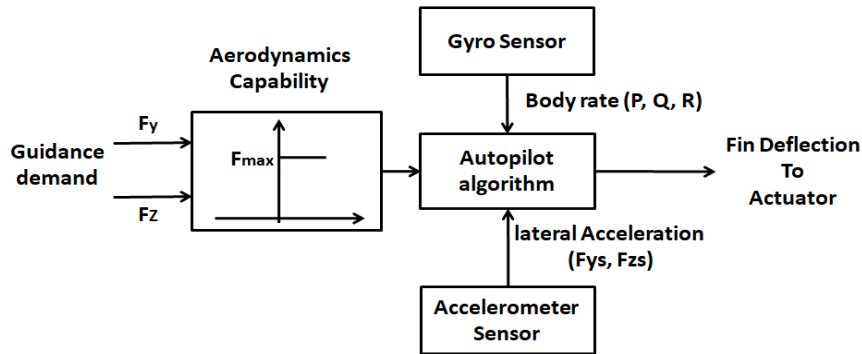 Gyro Sensor
Aerodynamics
Capability
Body rate (P, Q, R)
Fy
Guidance
demand
Fmax
Fz
Autopilot
algorithm
Fin Deflection
To
Actuator
lateral Acceleration
(Fys, Fzs)
Accelerometer
Sensor